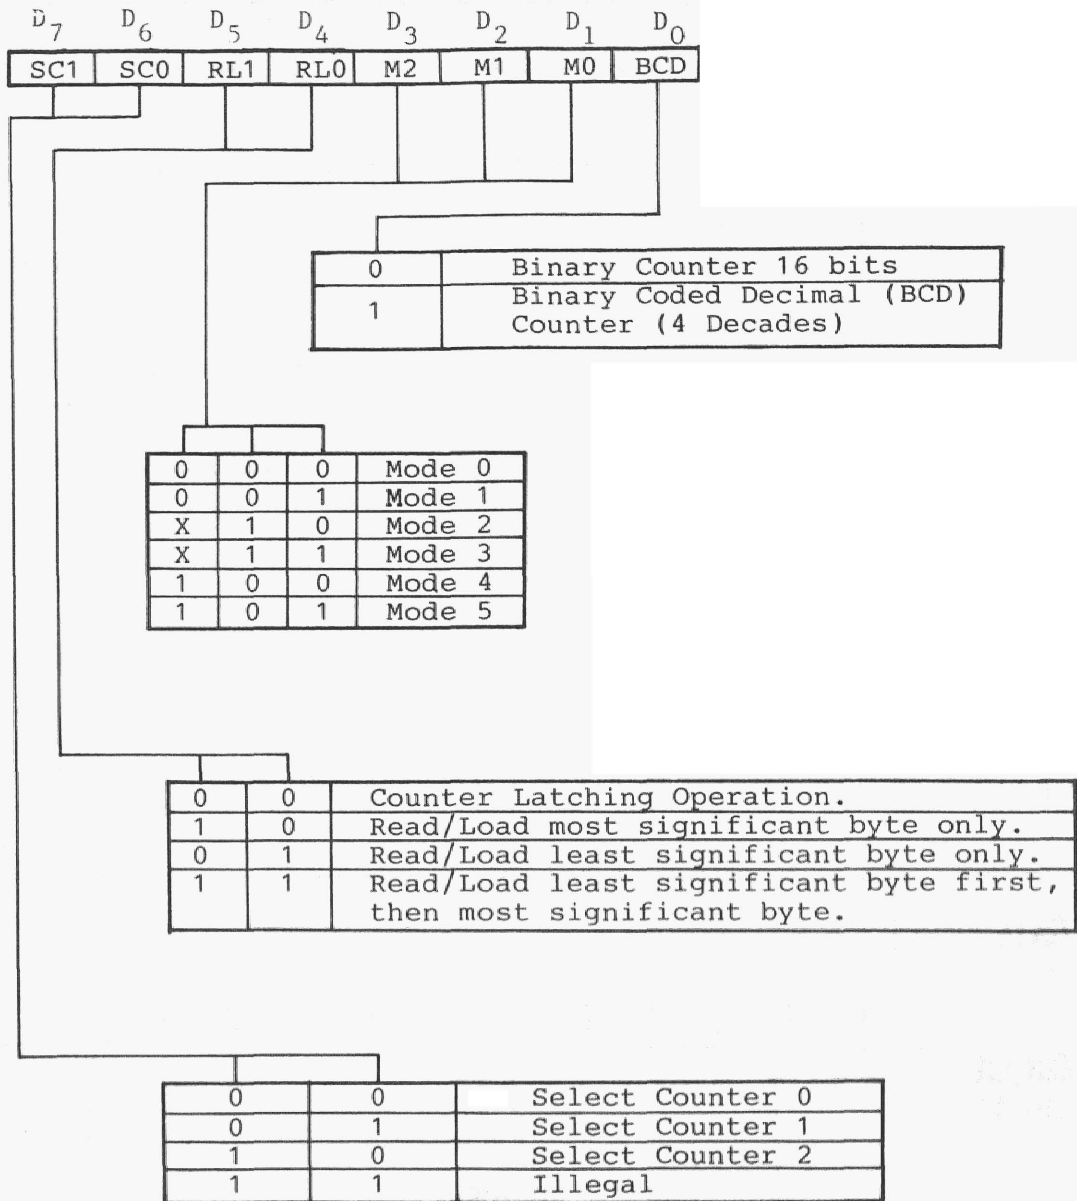 D7 D6 D5 D4 D3 D2 D1 D0
SC1 SC0 RL1 RL0 M2 M1 M0 BCD
0 Binary Counter 16 bits
1 Binary Coded Decimal (BCD)
Counter (4 Decades)
0 0 0 Mode 0
0 0 1 Mode 1
X 1 0 Mode 2
X 1 1 Mode 3
1 0 0 Mode 4
1 0 1 Mode 5
0 0 Counter Latching Operation.
1 0 Read/Load most significant byte only.
0 1 Read/Load least significant byte only.
1 1 Read/Load least significant byte first,
then most significant byte.
0 0 Select Counter 0
0 1 Select Counter 1
1 0 Select Counter 2
1 1 Illegal